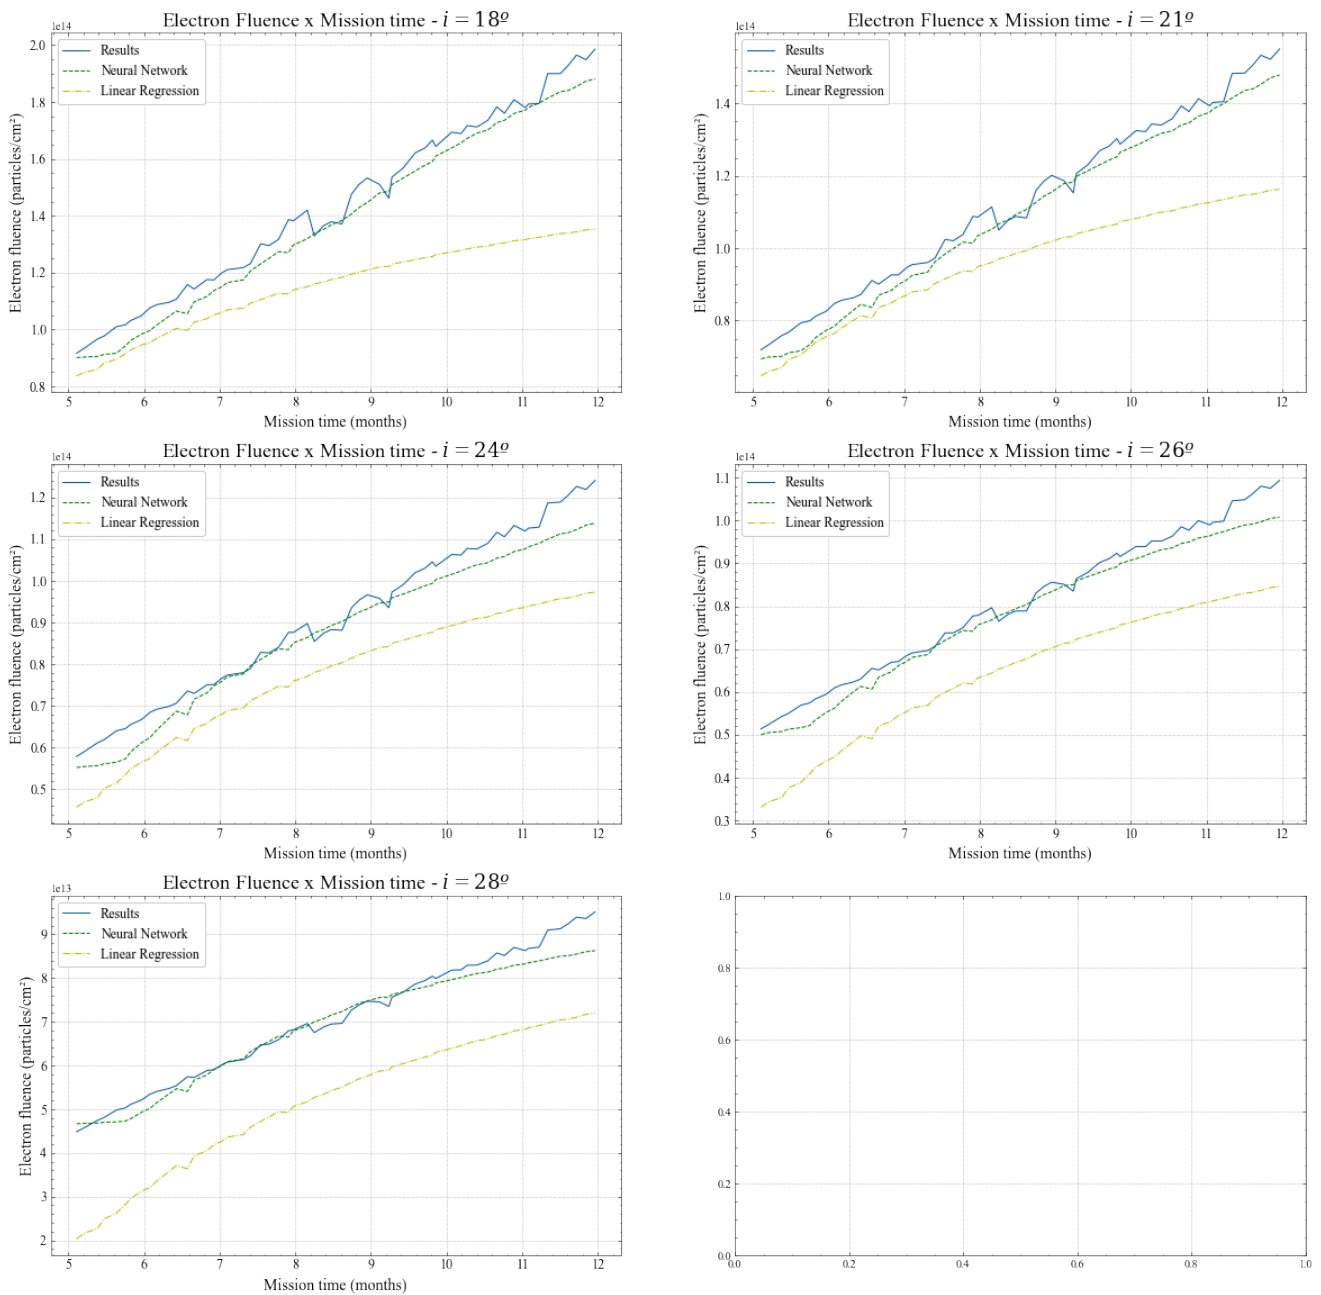 Electron Fluence x Mission time - i = 18º
1e14
Results
Neural Network
Linear Regression
2.0
1.8
1.6
1.4
1.2
1.0
0.8
Electron fluence (particles/cm²)
5 6 7 8 9 10 11 12
Mission time (months)
Electron Fluence x Mission time - i = 21º
1e14
Results
Neural Network
Linear Regression
1.4
1.2
1.0
0.8
Electron fluence (particles/cm²)
5 6 7 8 9 10 11 12
Mission time (months)
Electron Fluence x Mission time - i = 24º
1e14
Results
Neural Network
Linear Regression
1.2
1.1
1.0
0.9
0.8
0.7
0.6
0.5
Electron fluence (particles/cm²)
5 6 7 8 9 10 11 12
Mission time (months)
Electron Fluence x Mission time - i = 26º
1e14
Results
Neural Network
Linear Regression
1.1
1.0
0.9
0.8
0.7
0.6
0.5
0.4
0.3
Electron fluence (particles/cm²)
5 6 7 8 9 10 11 12
Mission time (months)
Electron Fluence x Mission time - i = 28º
1e13
Results
Neural Network
Linear Regression
9
8
7
6
5
4
3
2
Electron fluence (particles/cm²)
5 6 7 8 9 10 11 12
Mission time (months)
1.0
0.8
0.6
0.4
0.2
0.0
0.0 0.2 0.4 0.6 0.8 1.0